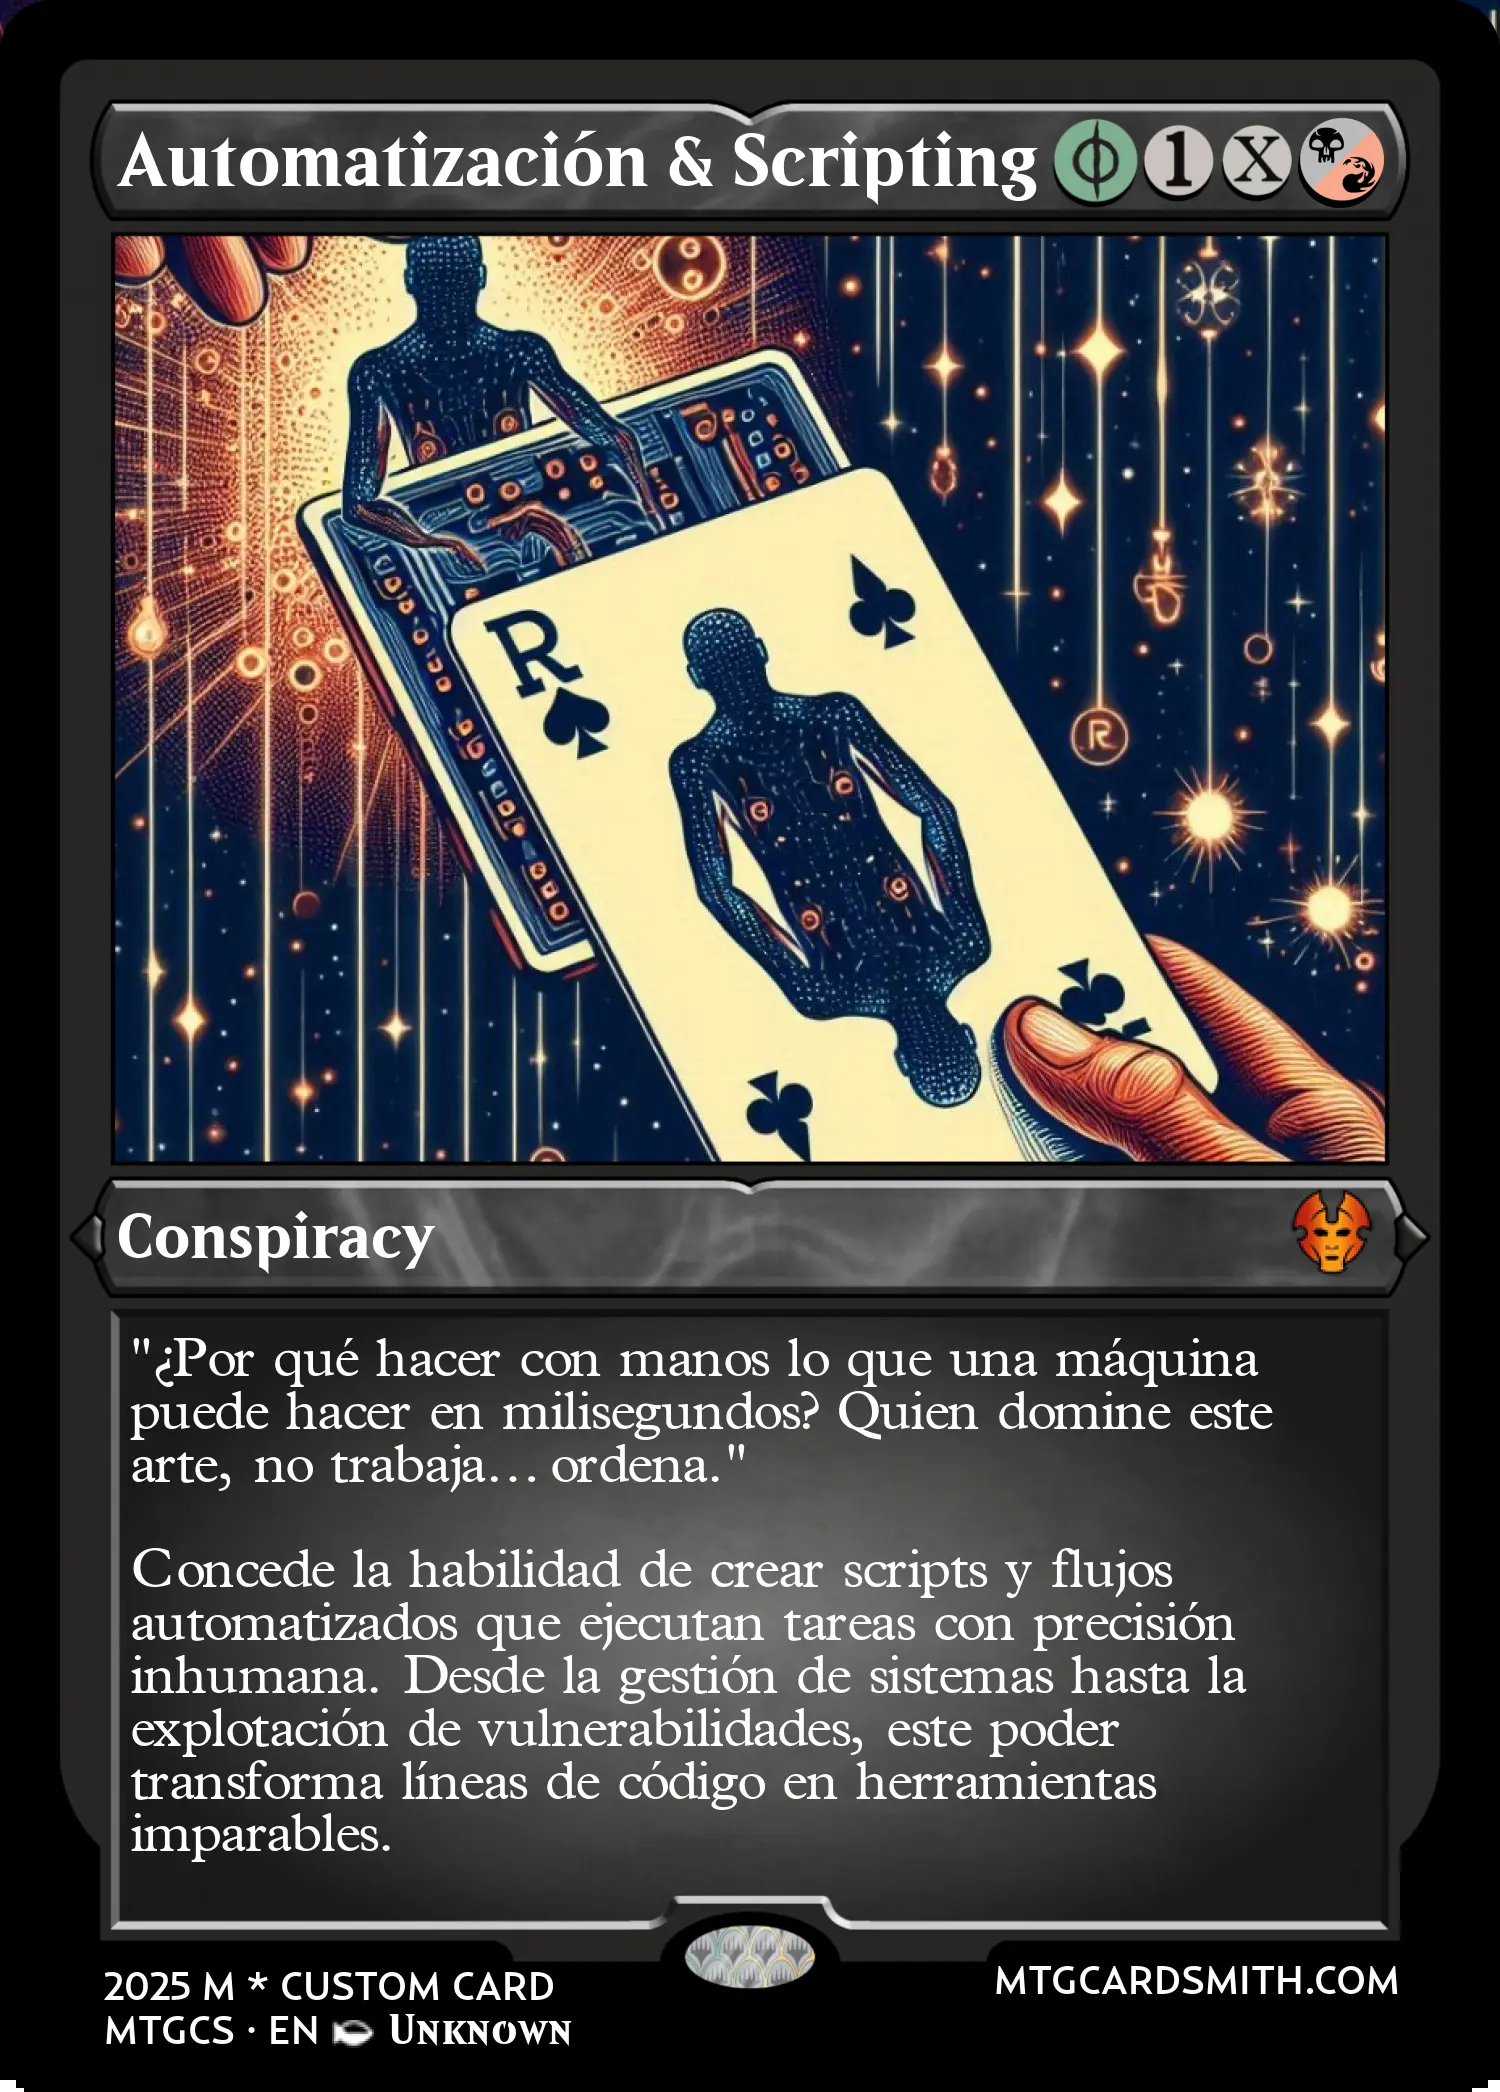 Automatización & Scripting 1 X
R
R
Conspiracy
"¿Por qué hacer con manos lo que una máquina
puede hacer en milisegundos? Quien domine este
arte, no trabaja… ordena."
Concede la habilidad de crear scripts y flujos
automatizados que ejecutan tareas con precisión
inhumana. Desde la gestión de sistemas hasta la
explotación de vulnerabilidades, este poder
transforma líneas de código en herramientas
imparables.
2025 M * CUSTOM CARD
MTGCS · EN UNKNOWN
MTGCARDSMITH.COM